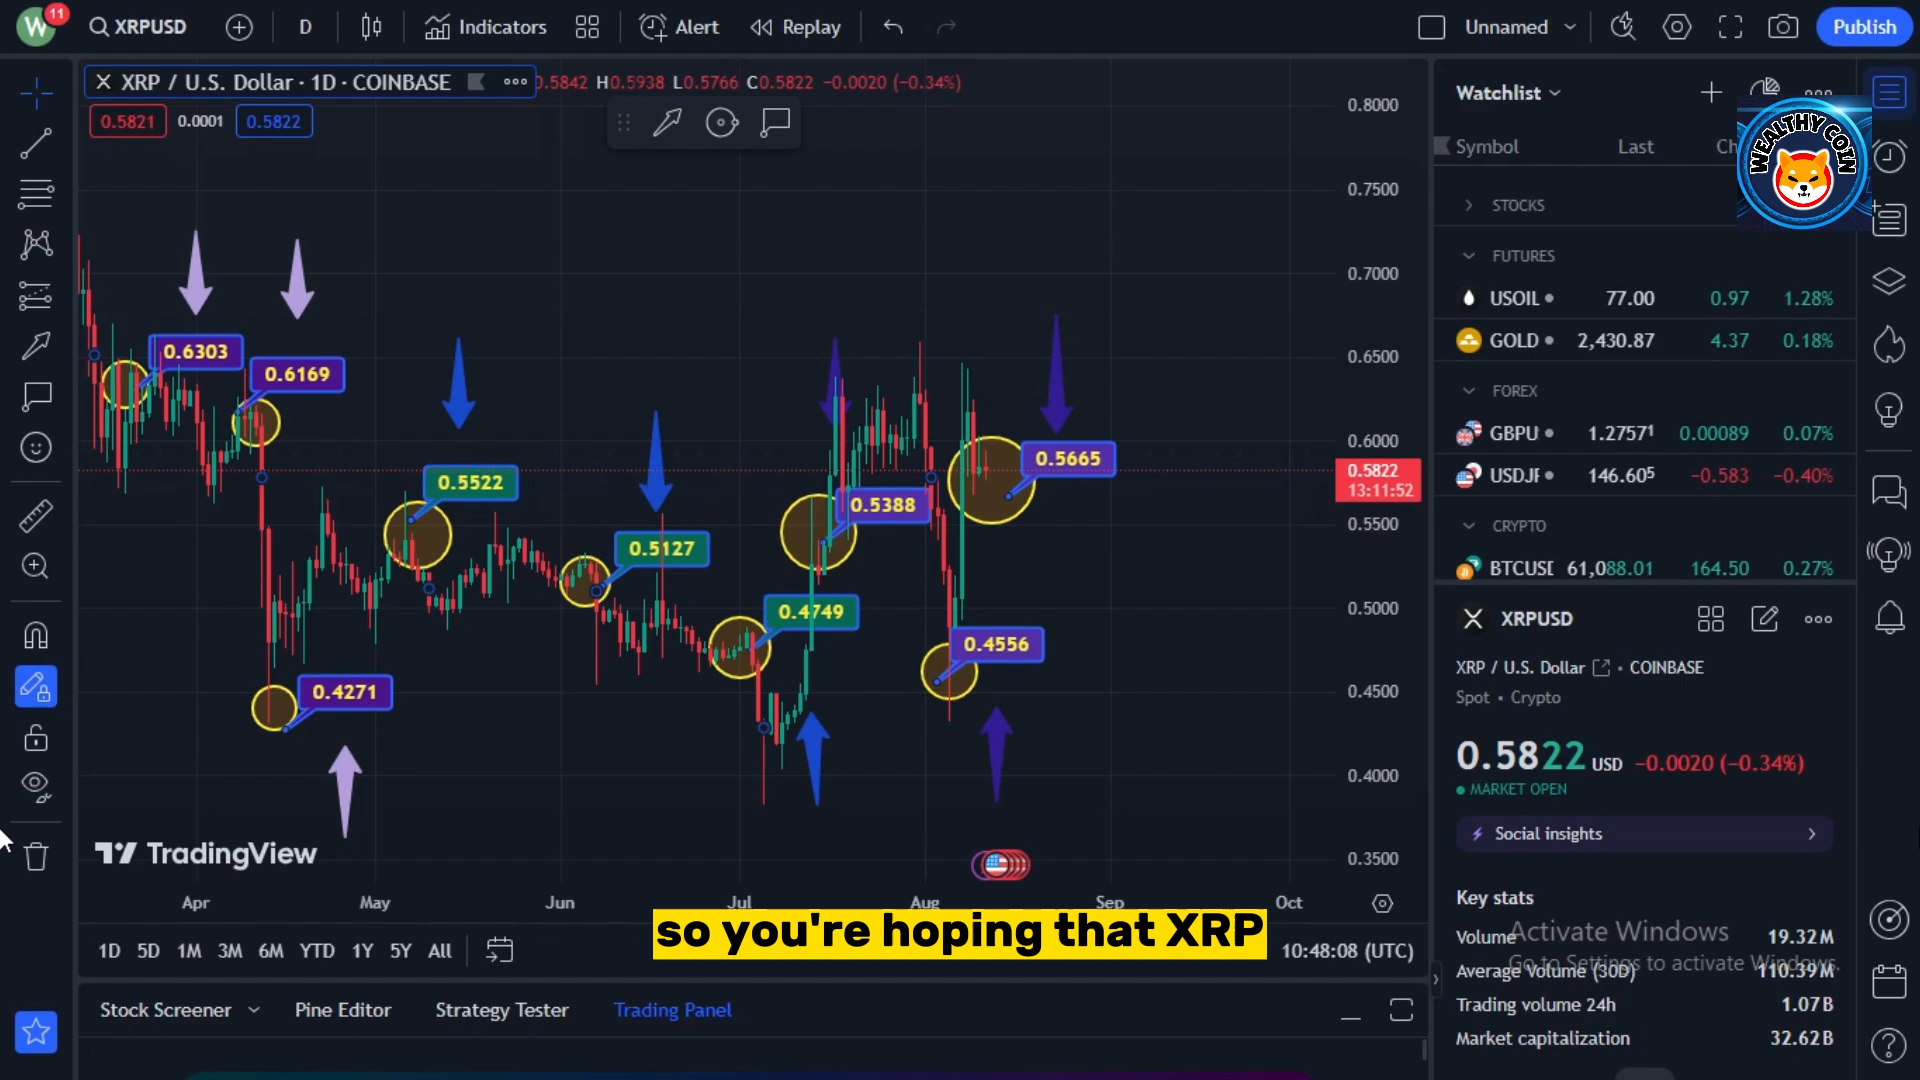 W 11 XRPUSD D Indicators Alert Replay Unnamed Publish
XRP / U.S. Dollar · 1D · COINBASE 0.5842 H0.5938 L0.5766 C0.5822 −0.0020 (−0.34%)
0.5821 0.0001 0.5822
0.8000
0.7500
0.7000
0.6500
0.6000
0.5822
13:11:52
0.5500
0.5000
0.4500
0.4000
0.3500
0.6303
0.6169
0.5522
0.5127
0.4271
0.4749
0.5388
0.5665
0.4556
TradingView
Apr May Jun Jul Aug Sep Oct
so you're hoping that XRP
1D 5D 1M 3M 6M YTD 1Y 5Y All 10:48:08 (UTC)
Stock Screener Pine Editor Strategy Tester Trading Panel
Watchlist
WEALTHY COIN
Symbol Last Ch
STOCKS
FUTURES
USOIL 77.00 0.97 1.28%
GOLD 2,430.87 4.37 0.18%
FOREX
GBPU 1.27571 0.00089 0.07%
USDJF 146.605 −0.583 −0.40%
CRYPTO
BTCUSI 61,088.01 164.50 0.27%
XRPUSD
XRP / U.S. Dollar • COINBASE
Spot • Crypto
0.5822 USD −0.0020 (−0.34%)
MARKET OPEN
Social insights
Key stats
Volume 19.32M
Activate Windows
Go to Settings to activate Windows.
Average Volume (30D) 110.39M
Trading volume 24h 1.07B
Market capitalization 32.62B